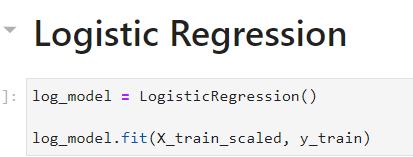 Logistic Regression
]: log_model = LogisticRegression()
log_model.fit(X_train_scaled, y_train)